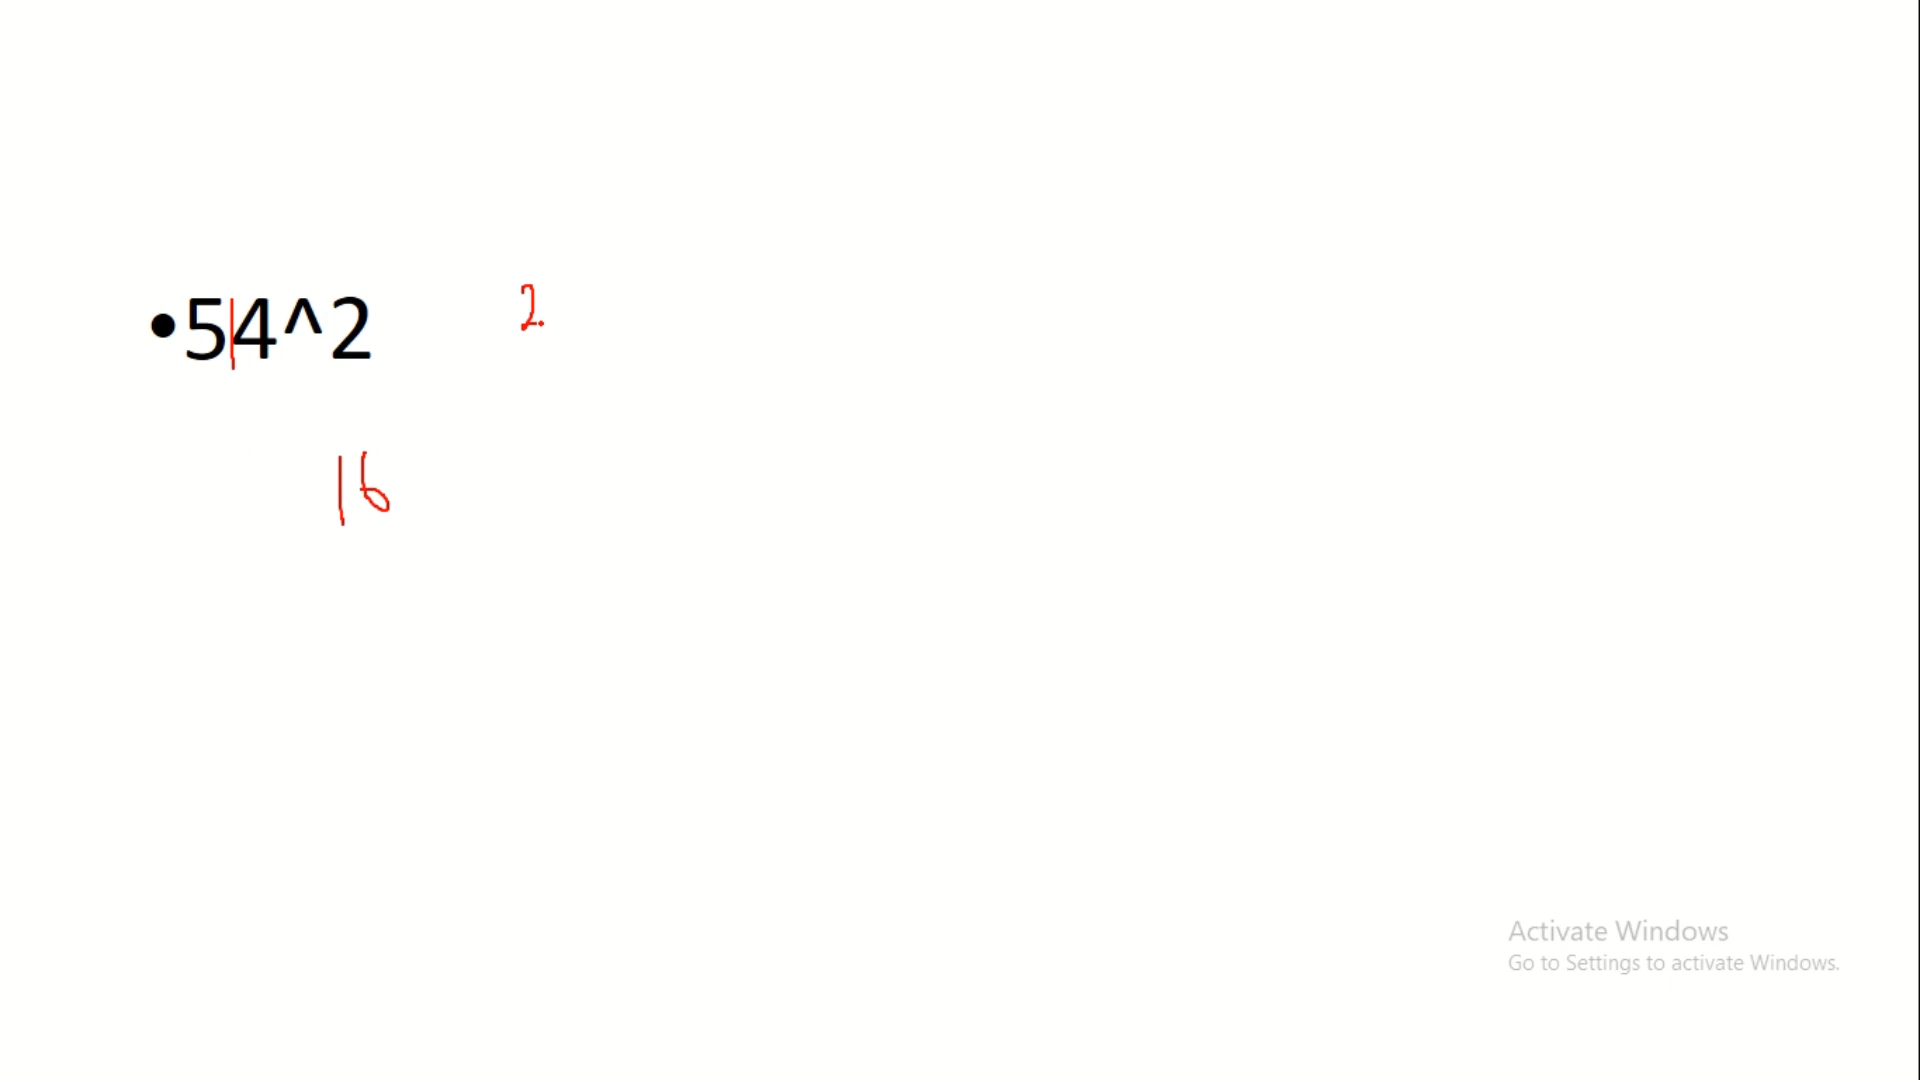 •54^2 2.
16
Activate Windows
Go to Settings to activate Windows.